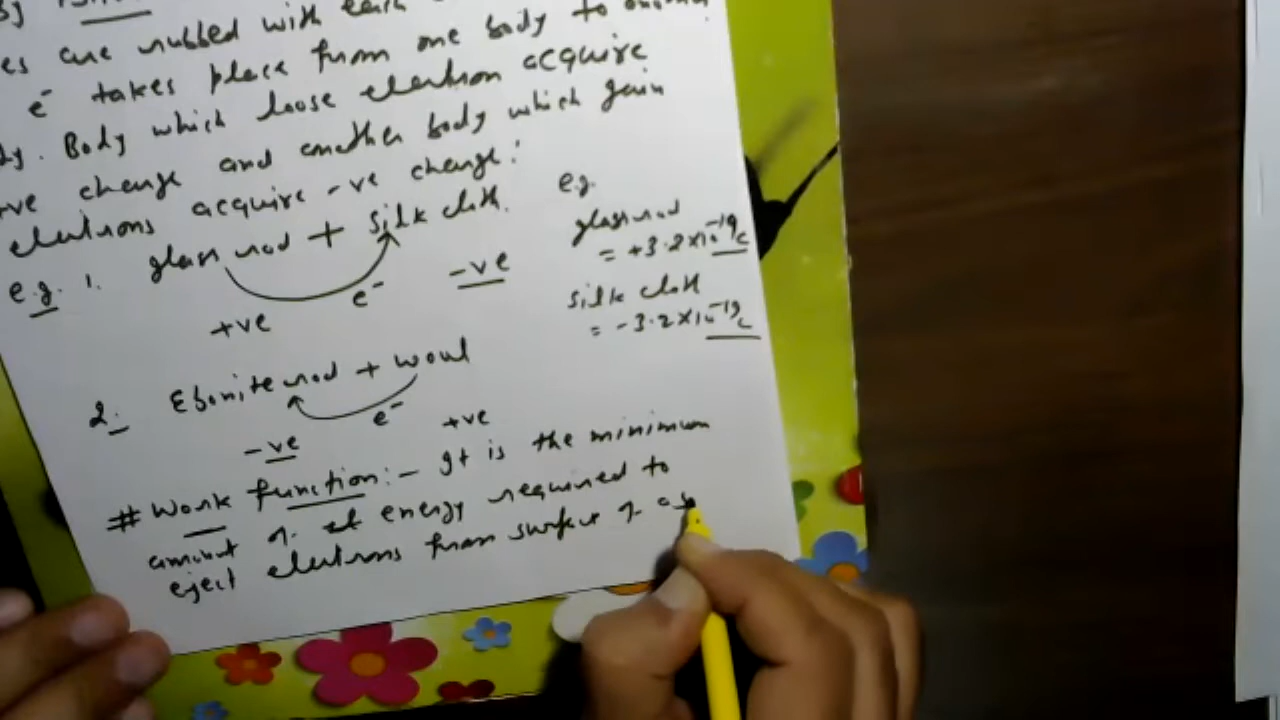 By
es are rubbed with each
e⁻ takes place from one body to
dy. Body which loose electron acquire
+ve charge and another body which gain
electrons acquire -ve charge.
e.g. 1. glass rod + silk cloth.
e⁻
+ve
-ve
e.g.
glass rod
= +3.2×10⁻¹⁹C
silk cloth
= -3.2×10⁻¹⁹C
2. Ebonite rod + wool
e⁻
-ve
+ve
# Work function:- It is the minimum
amount of energy required to
eject electrons from surface of a